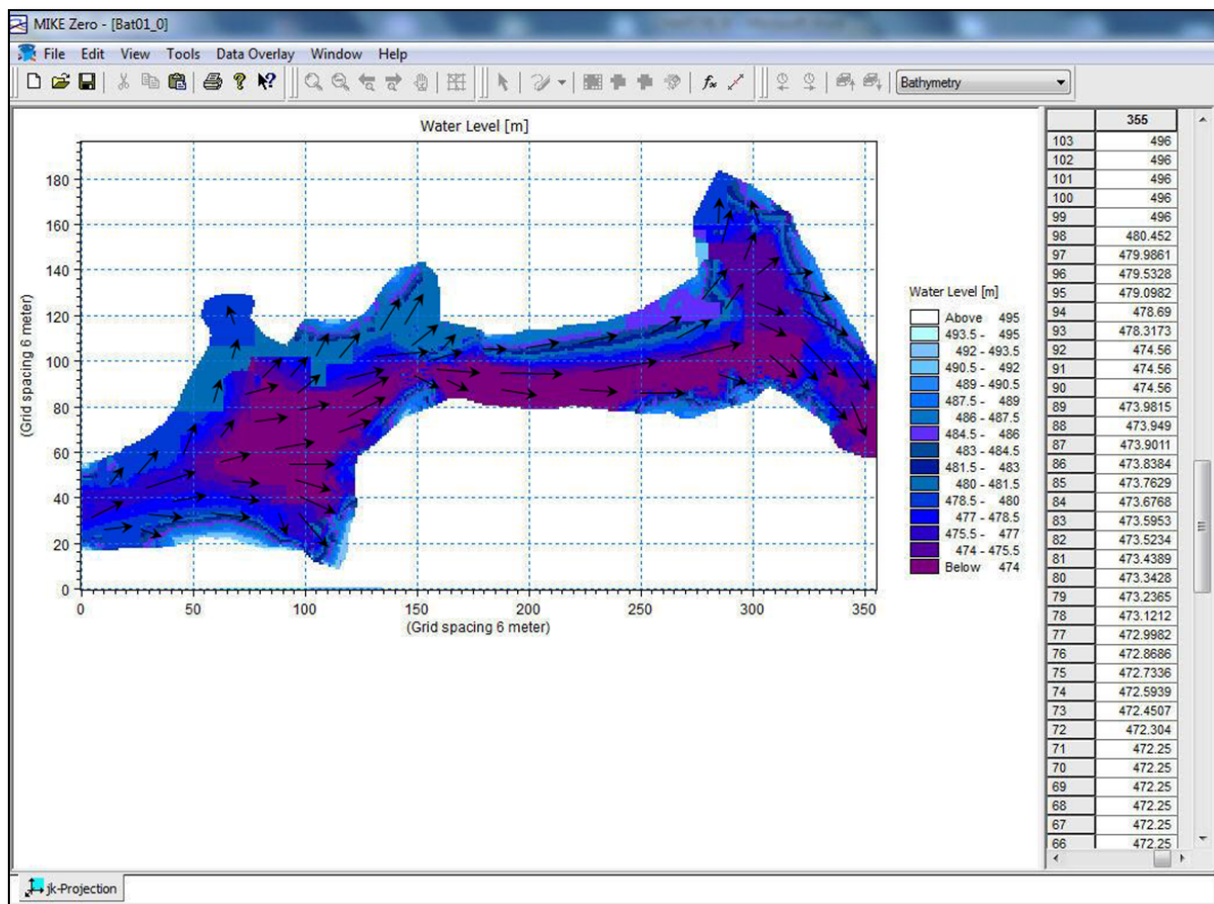 MIKE Zero - [Bat01_0]
File Edit View Tools Data Overlay Window Help
Bathymetry
Water Level [m]
180
160
140
120
100
80
60
40
20
0
(Grid spacing 6 meter)
0 50 100 150 200 250 300 350
(Grid spacing 6 meter)
Water Level [m]
Above 495
493.5 - 495
492 - 493.5
490.5 - 492
489 - 490.5
487.5 - 489
486 - 487.5
484.5 - 486
483 - 484.5
481.5 - 483
480 - 481.5
478.5 - 480
477 - 478.5
475.5 - 477
474 - 475.5
Below 474
355
103 496
102 496
101 496
100 496
99 496
98 480.452
97 479.9861
96 479.5328
95 479.0982
94 478.69
93 478.3173
92 474.56
91 474.56
90 474.56
89 473.9815
88 473.949
87 473.9011
86 473.8384
85 473.7629
84 473.6768
83 473.5953
82 473.5234
81 473.4389
80 473.3428
79 473.2365
78 473.1212
77 472.9982
76 472.8686
75 472.7336
74 472.5939
73 472.4507
72 472.304
71 472.25
70 472.25
69 472.25
68 472.25
67 472.25
66 472.25
jk-Projection